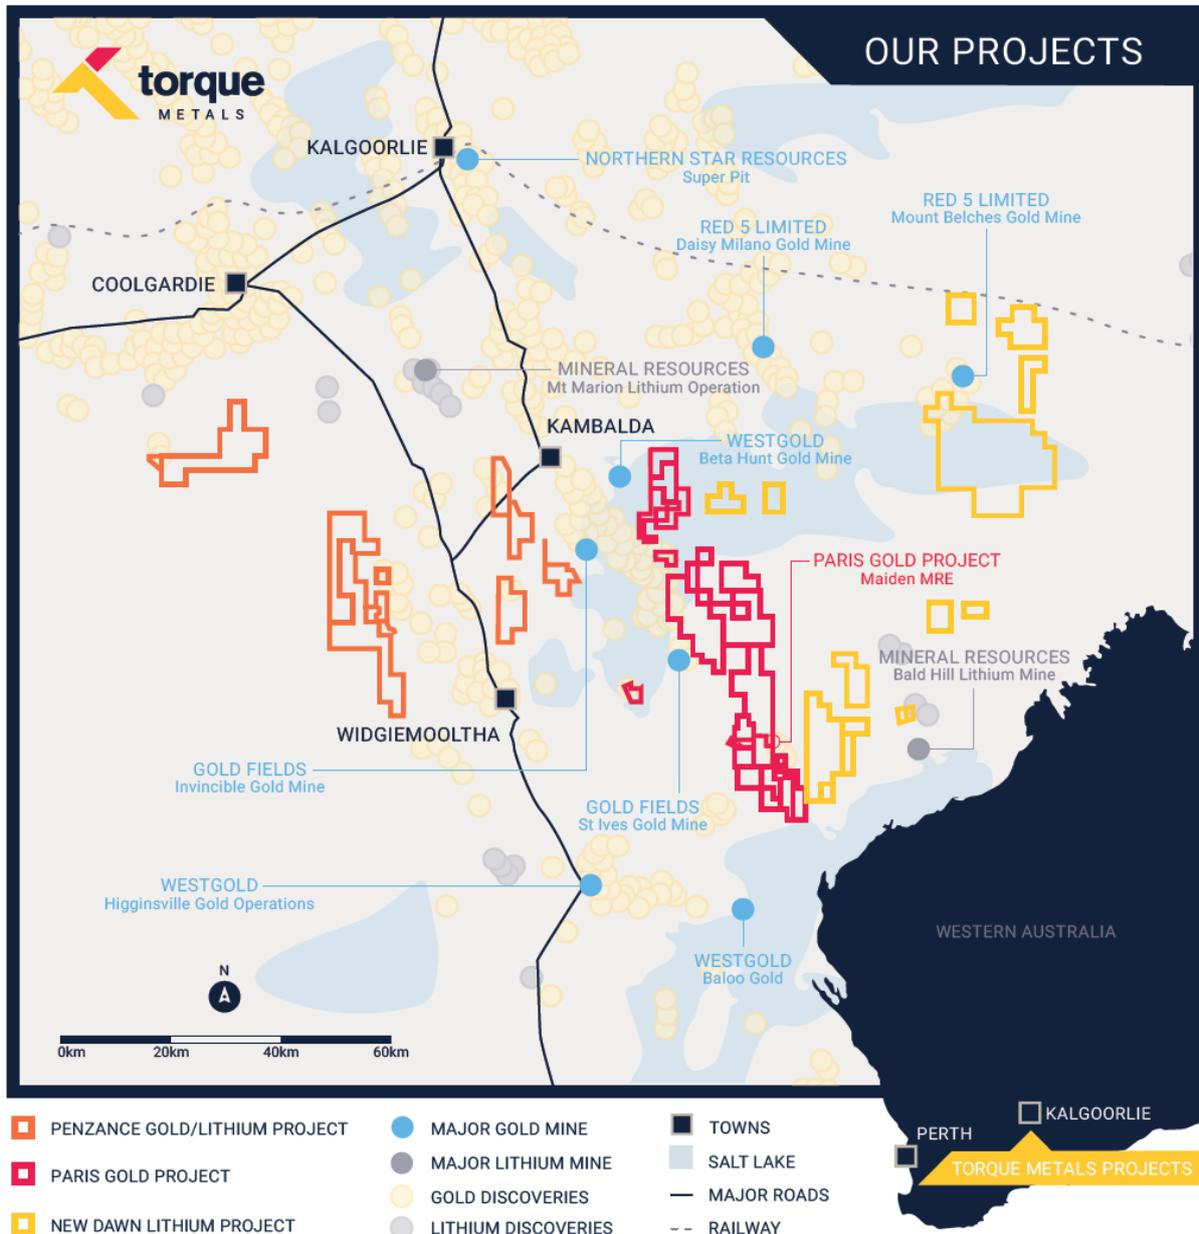 OUR PROJECTS
torque
METALS
KALGOORLIE
NORTHERN STAR RESOURCES
Super Pit
RED 5 LIMITED
Mount Belches Gold Mine
RED 5 LIMITED
Daisy Milano Gold Mine
COOLGARDIE
MINERAL RESOURCES
Mt Marion Lithium Operation
KAMBALDA
WESTGOLD
Beta Hunt Gold Mine
PARIS GOLD PROJECT
Maiden MRE
MINERAL RESOURCES
Bald Hill Lithium Mine
WIDGIEMOOLTHA
GOLD FIELDS
Invincible Gold Mine
GOLD FIELDS
St Ives Gold Mine
WESTGOLD
Higginsville Gold Operations
WESTERN AUSTRALIA
WESTGOLD
Baloo Gold
N
0km 20km 40km 60km
PENZANCE GOLD/LITHIUM PROJECT
PARIS GOLD PROJECT
NEW DAWN LITHIUM PROJECT
MAJOR GOLD MINE
MAJOR LITHIUM MINE
GOLD DISCOVERIES
LITHIUM DISCOVERIES
TOWNS
SALT LAKE
MAJOR ROADS
RAILWAY
KALGOORLIE
PERTH
TORQUE METALS PROJECTS